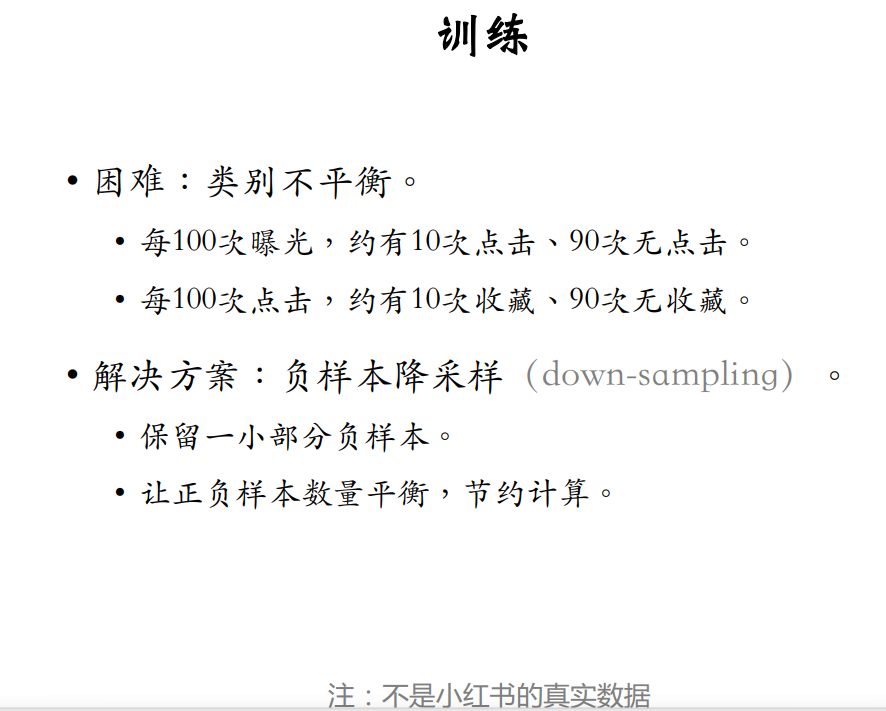 训练
• 困难：类别不平衡。
• 每100次曝光，约有10次点击、90次无点击。
• 每100次点击，约有10次收藏、90次无收藏。
• 解决方案：负样本降采样（down-sampling）。
• 保留一小部分负样本。
• 让正负样本数量平衡，节约计算。
注：不是小红书的真实数据